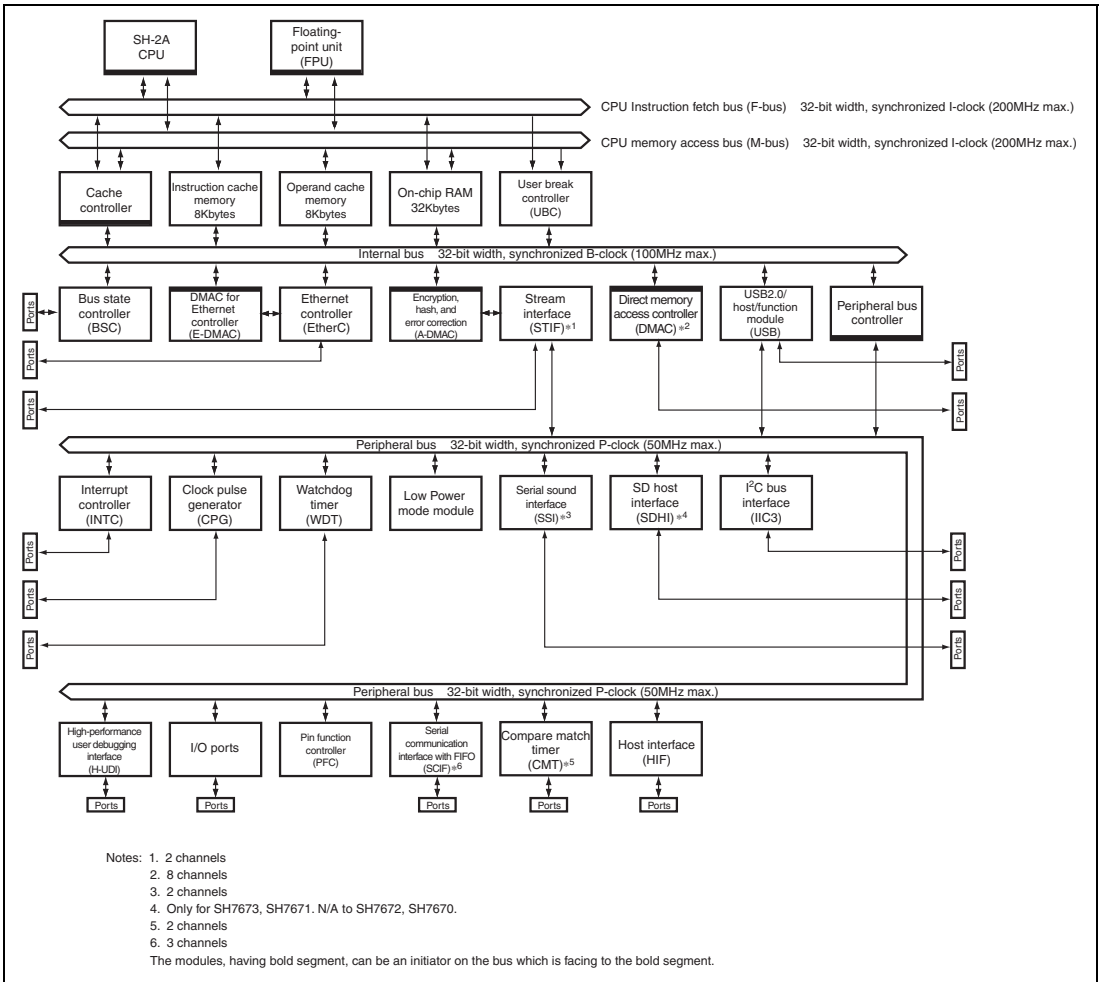 SH-2A
CPU
Floating-
point unit
(FPU)
CPU Instruction fetch bus (F-bus) 32-bit width, synchronized I-clock (200MHz max.)
CPU memory access bus (M-bus) 32-bit width, synchronized I-clock (200MHz max.)
Cache
controller
Instruction cache
memory
8Kbytes
Operand cache
memory
8Kbytes
On-chip RAM
32Kbytes
User break
controller
(UBC)
Internal bus 32-bit width, synchronized B-clock (100MHz max.)
Ports
Bus state
controller
(BSC)
DMAC for
Ethernet
controller
(E-DMAC)
Ethernet
controller
(EtherC)
Encryption,
hash, and
error correction
(A-DMAC)
Stream
interface
(STIF)*1
Direct memory
access controller
(DMAC)*2
USB2.0/
host/function
module
(USB)
Peripheral bus
controller
Ports
Ports
Ports
Ports
Peripheral bus 32-bit width, synchronized P-clock (50MHz max.)
Interrupt
controller
(INTC)
Clock pulse
generator
(CPG)
Watchdog
timer
(WDT)
Low Power
mode module
Serial sound
interface
(SSI)*3
SD host
interface
(SDHI)*4
I²C bus
interface
(IIC3)
Ports
Ports
Ports
Ports
Ports
Ports
Peripheral bus 32-bit width, synchronized P-clock (50MHz max.)
High-performance
user debugging
interface
(H-UDI)
I/O ports
Pin function
controller
(PFC)
Serial
communication
interface with FIFO
(SCIF)*6
Compare match
timer
(CMT)*5
Host interface
(HIF)
Ports
Ports
Ports
Ports
Ports
Notes: 1. 2 channels
2. 8 channels
3. 2 channels
4. Only for SH7673, SH7671. N/A to SH7672, SH7670.
5. 2 channels
6. 3 channels
The modules, having bold segment, can be an initiator on the bus which is facing to the bold segment.